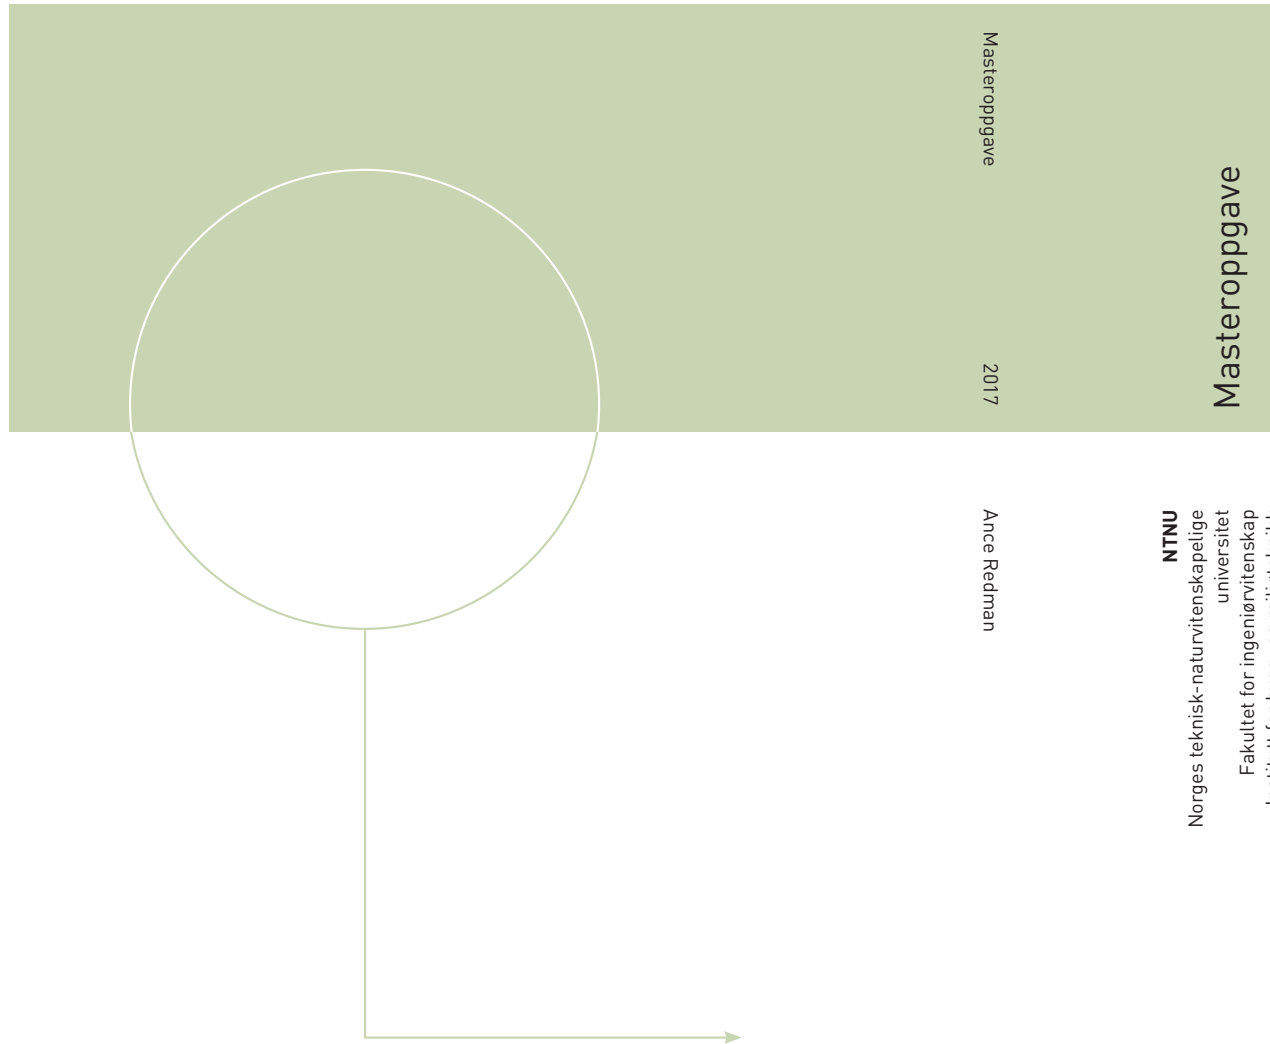 Masteroppgave
2017
Ance Redman
Masteroppgave
NTNU
Norges teknisk-naturvitenskapelige
universitet
Fakultet for ingeniørvitenskap